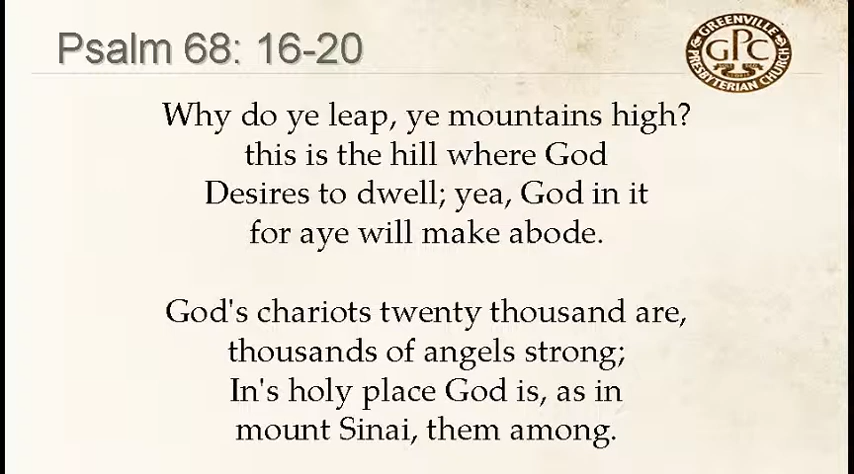 Psalm 68: 16-20
GREENVILLE
GPC
PRESBYTERIAN CHURCH
Why do ye leap, ye mountains high?
this is the hill where God
Desires to dwell; yea, God in it
for aye will make abode.
God's chariots twenty thousand are,
thousands of angels strong;
In's holy place God is, as in
mount Sinai, them among.